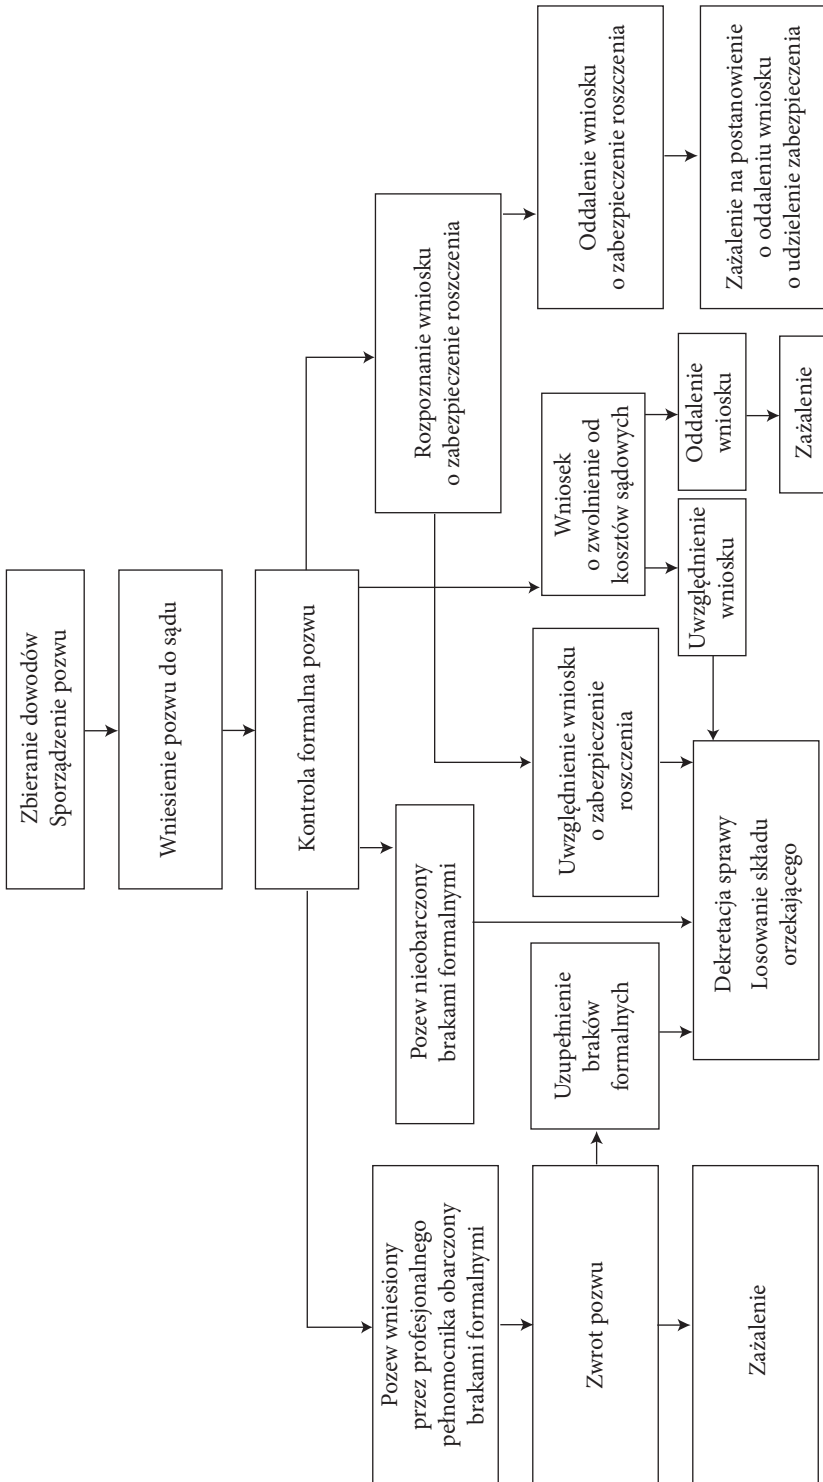 Zbieranie dowodów
Sporządzenie pozwu
Wniesienie pozwu do sądu
Kontrola formalna pozwu
Pozew wniesiony
przez profesjonalnego
pełnomocnika obarczony
brakami formalnymi
Pozew nieobarczony
brakami formalnymi
Rozpoznanie wniosku
o zabezpieczenie roszczenia
Zwrot pozwu
Uzupełnienie
braków
formalnych
Uwzględnienie wniosku
o zabezpieczenie
roszczenia
Wniosek
o zwolnienie od
kosztów sądowych
Oddalenie wniosku
o zabezpieczenie roszczenia
Uwzględnienie
wniosku
Oddalenie
wniosku
Zażalenie
Dekretacja sprawy
Losowanie składu
orzekającego
Zażalenie
Zażalenie na postanowienie
o oddaleniu wniosku
o udzielenie zabezpieczenia